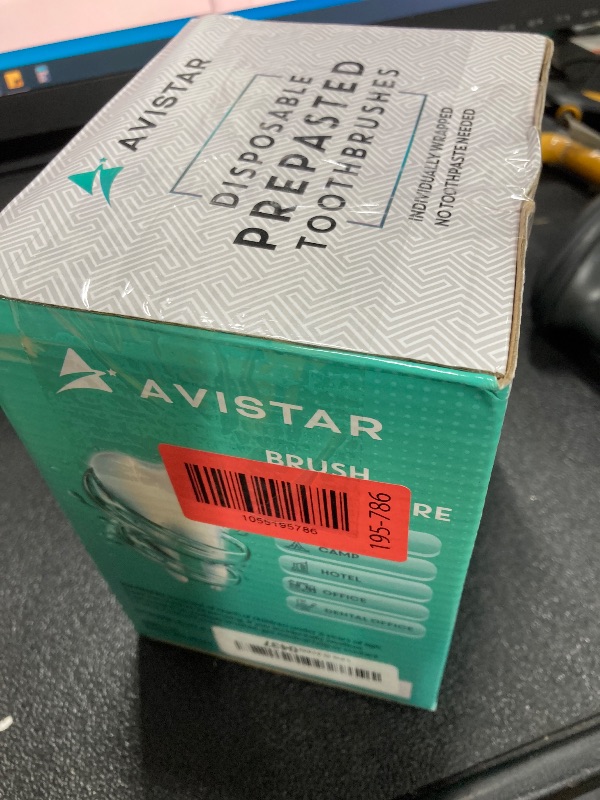 AVISTAR
DISPOSABLE
PREPASTED
TOOTHBRUSHES
INDIVIDUALLY WRAPPED
NO TOOTHPASTE NEEDED
AVISTAR
BRUSH
RE
1055195786
195-786
CAMP
HOTEL
OFFICE
DENTAL OFFICE